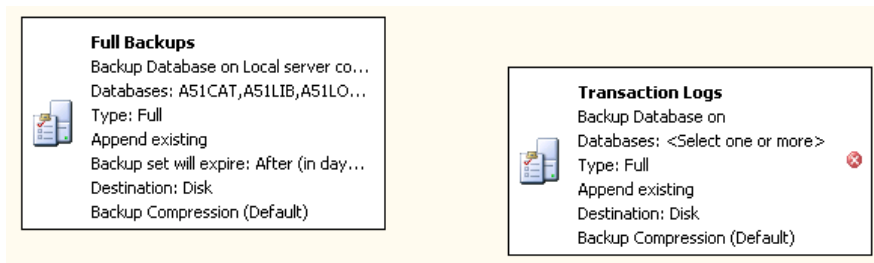 Full Backups
Backup Database on Local server co...
Databases: A51CAT,A51LIB,A51LO...
Type: Full
Append existing
Backup set will expire: After (in day...
Destination: Disk
Backup Compression (Default)
Transaction Logs
Backup Database on
Databases: <Select one or more>
Type: Full
Append existing
Destination: Disk
Backup Compression (Default)